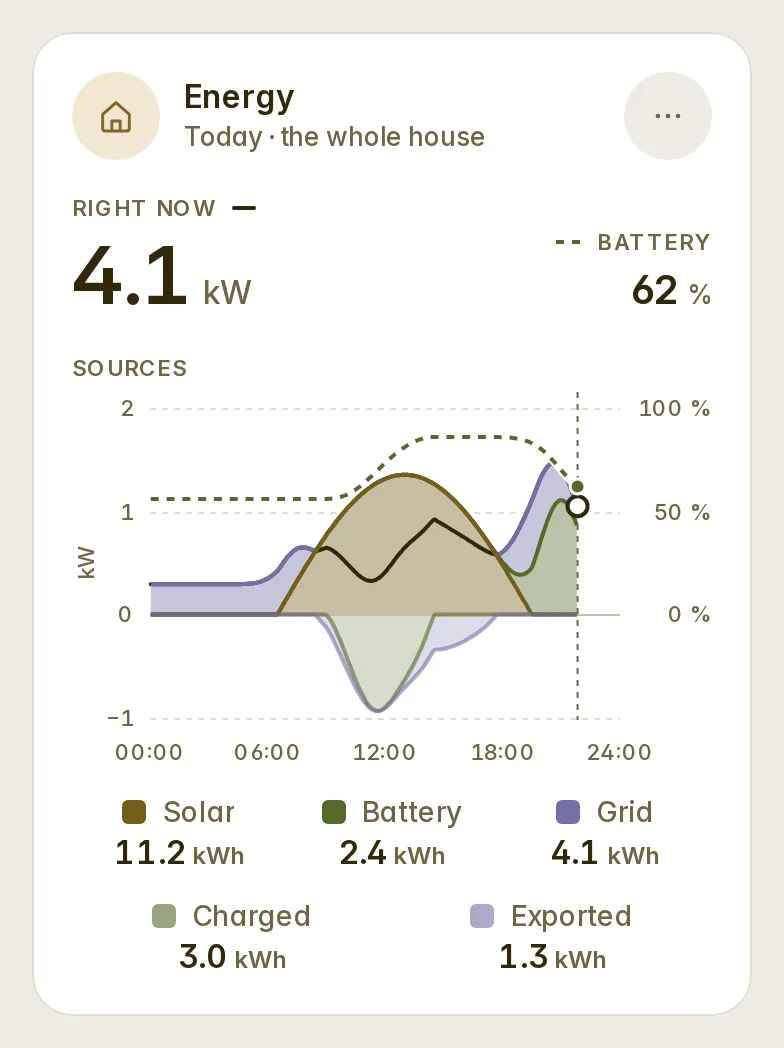 Energy
Today · the whole house
RIGHT NOW
4.1 kW
BATTERY
62 %
SOURCES
2
100 %
1
50 %
kW
0
0 %
−1
00:00 06:00 12:00 18:00 24:00
Solar Battery Grid
11.2 kWh 2.4 kWh 4.1 kWh
Charged Exported
3.0 kWh 1.3 kWh